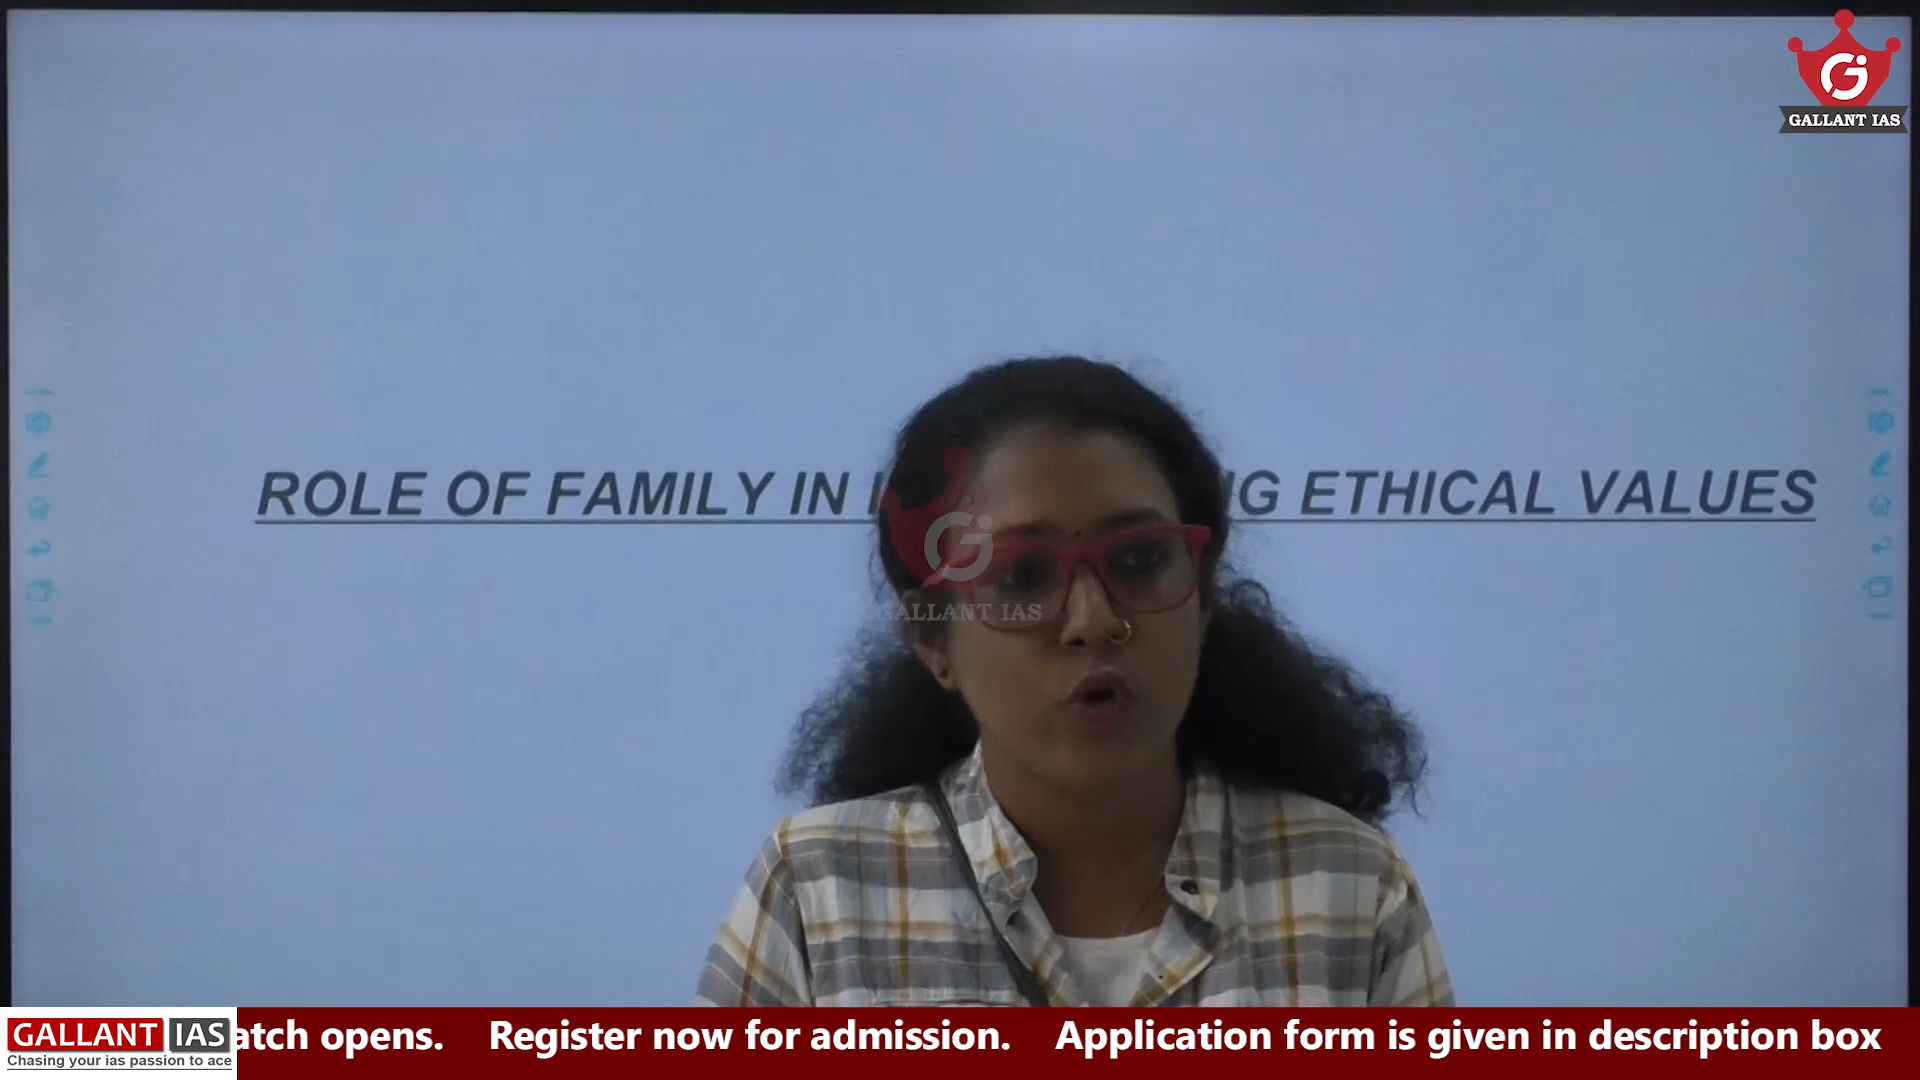 GALLANT IAS
ROLE OF FAMILY IN G ETHICAL VALUES
GALLANT IAS
GALLANT IAS
Chasing your ias passion to ace
atch opens. Register now for admission. Application form is given in description box